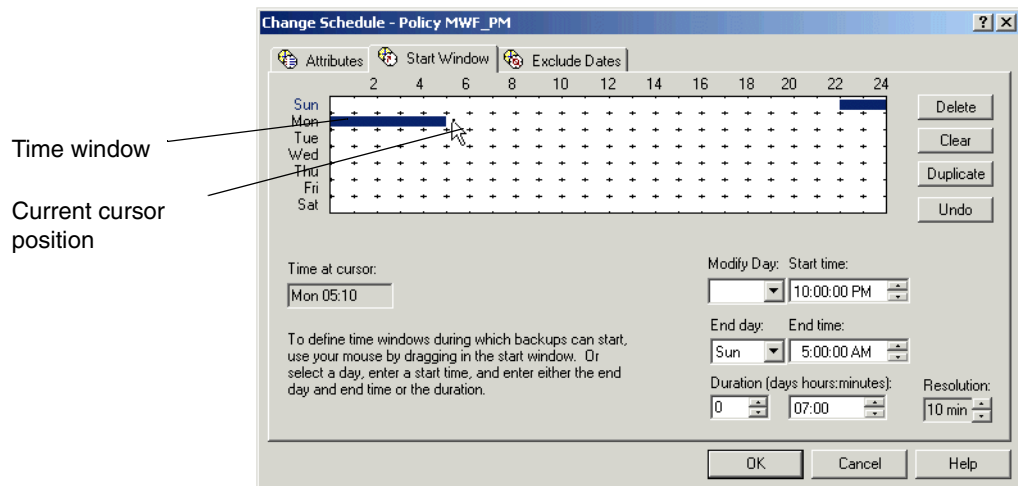 Change Schedule - Policy MWF_PM
Attributes
Start Window
Exclude Dates
2 4 6 8 10 12 14 16 18 20 22 24
Sun
Mon
Tue
Wed
Thu
Fri
Sat
Delete
Clear
Duplicate
Undo
Time window
Current cursor
position
Time at cursor:
Mon 05:10
To define time windows during which backups can start,
use your mouse by dragging in the start window. Or
select a day, enter a start time, and enter either the end
day and end time or the duration.
Modify Day: Start time:
10:00:00 PM
End day: End time:
Sun 5:00:00 AM
Duration (days hours:minutes):
0 07:00
Resolution:
10 min
OK
Cancel
Help